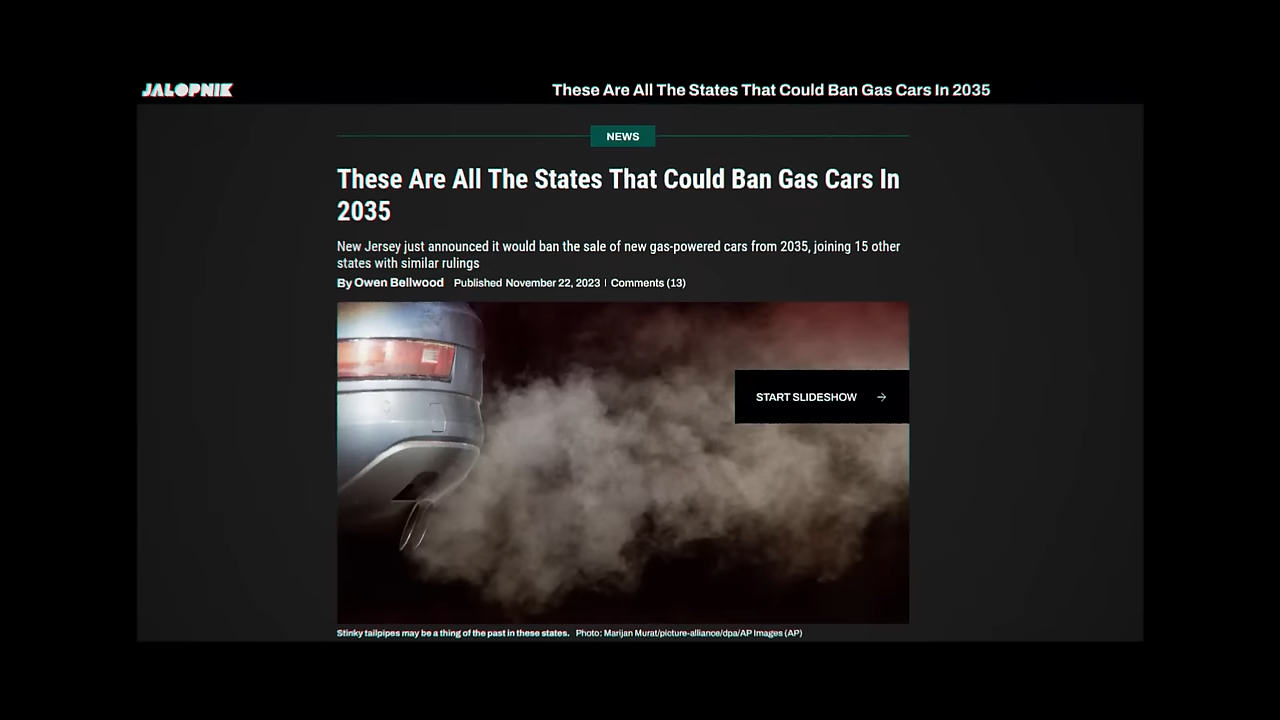 JALOPNIK
These Are All The States That Could Ban Gas Cars In 2035
NEWS
These Are All The States That Could Ban Gas Cars In
2035
New Jersey just announced it would ban the sale of new gas-powered cars from 2035, joining 15 other
states with similar rulings
By Owen Bellwood Published November 22, 2023 | Comments (13)
START SLIDESHOW →
Stinky tailpipes may be a thing of the past in these states. Photo: Marijan Murat/picture-alliance/dpa/AP Images (AP)